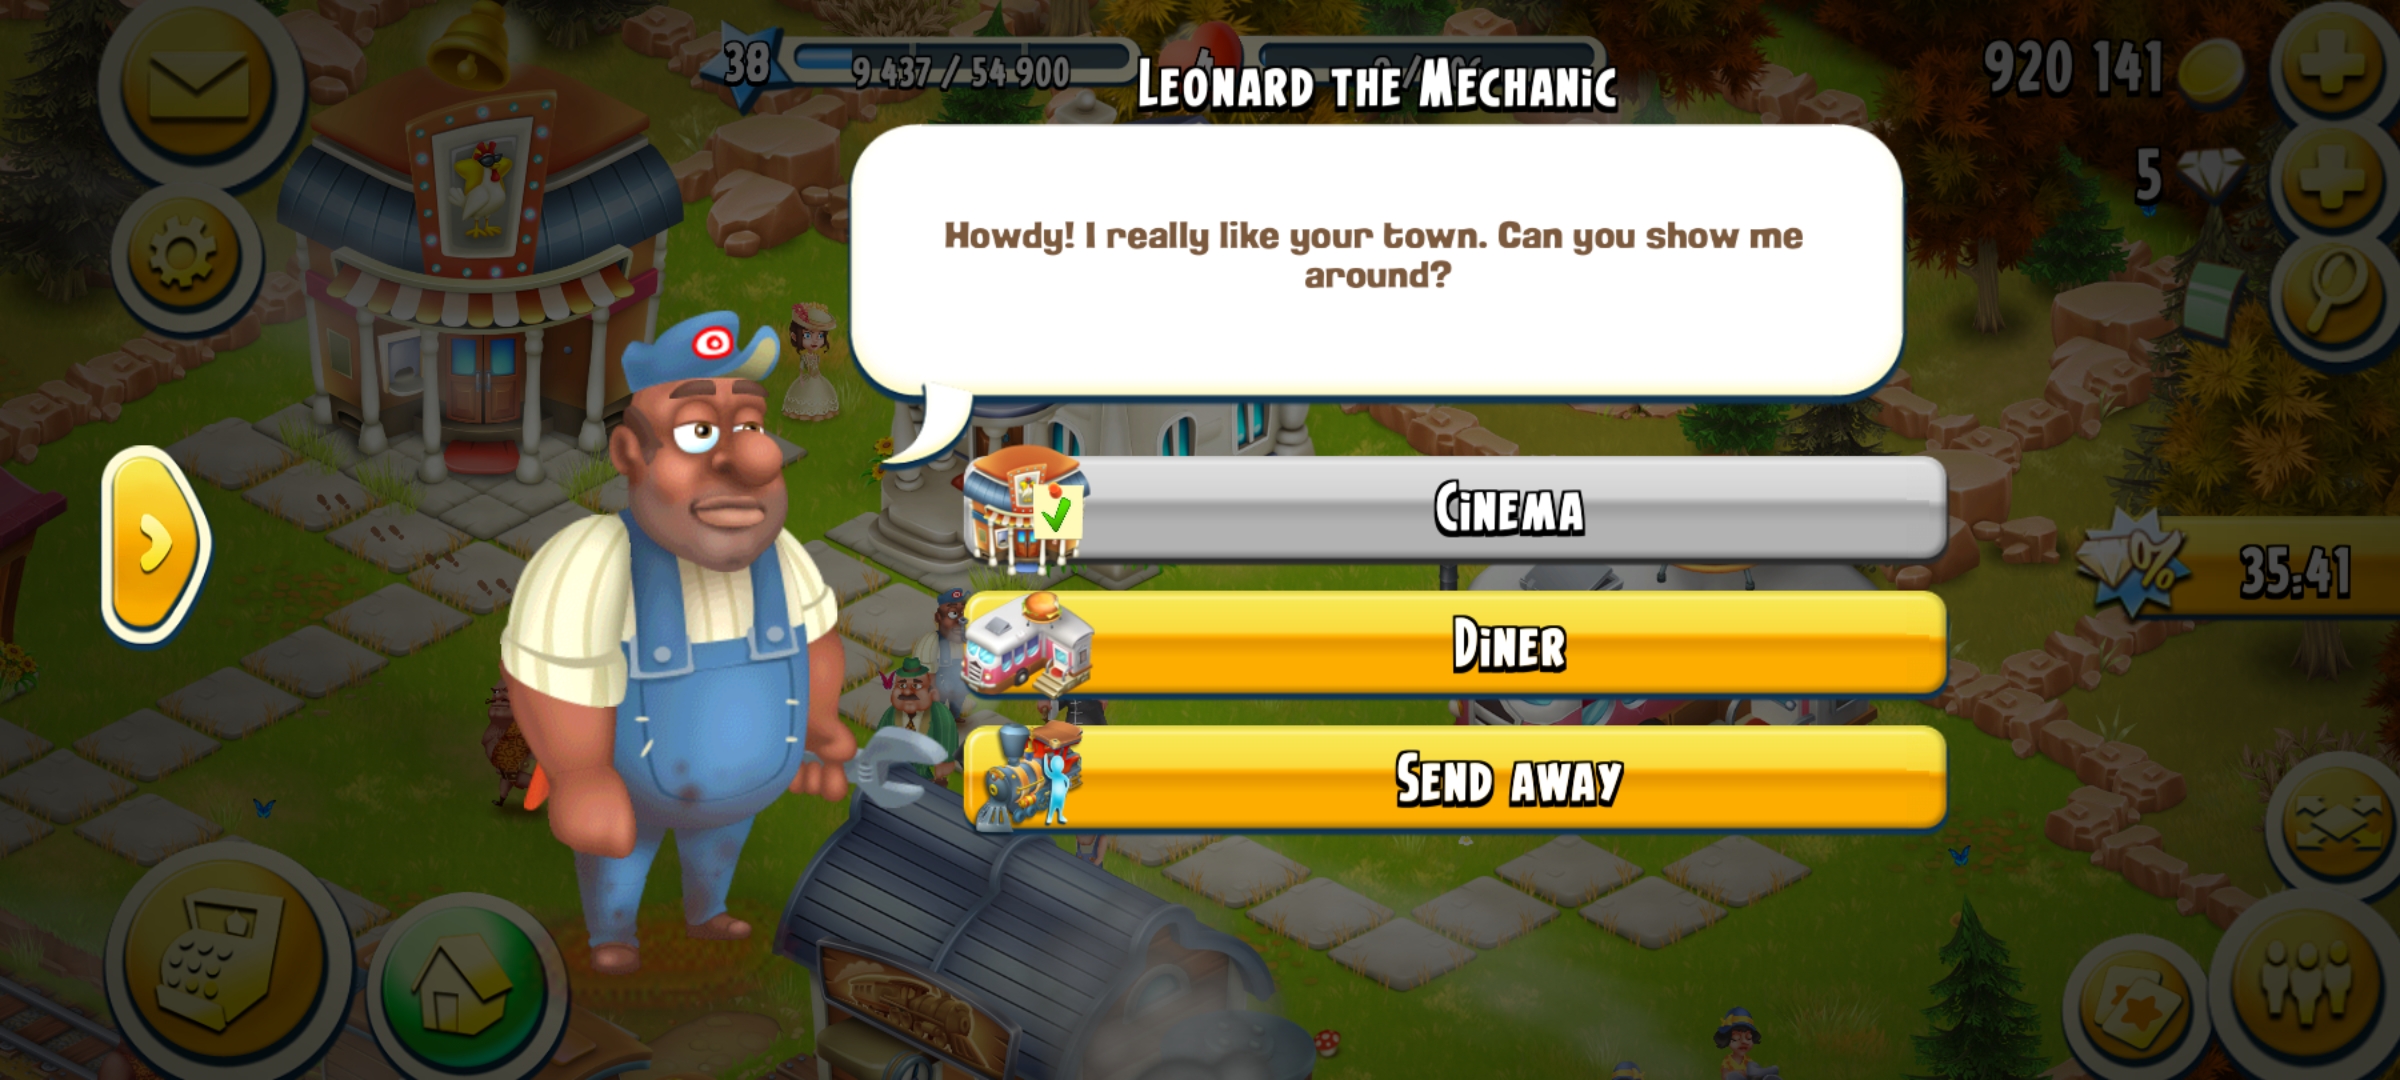 38
9 437 / 54 900
4
920 141
LEONARD THE MECHANIC
5
Howdy! I really like your town. Can you show me
around?
CINEMA
35:41
DINER
SEND AWAY
%